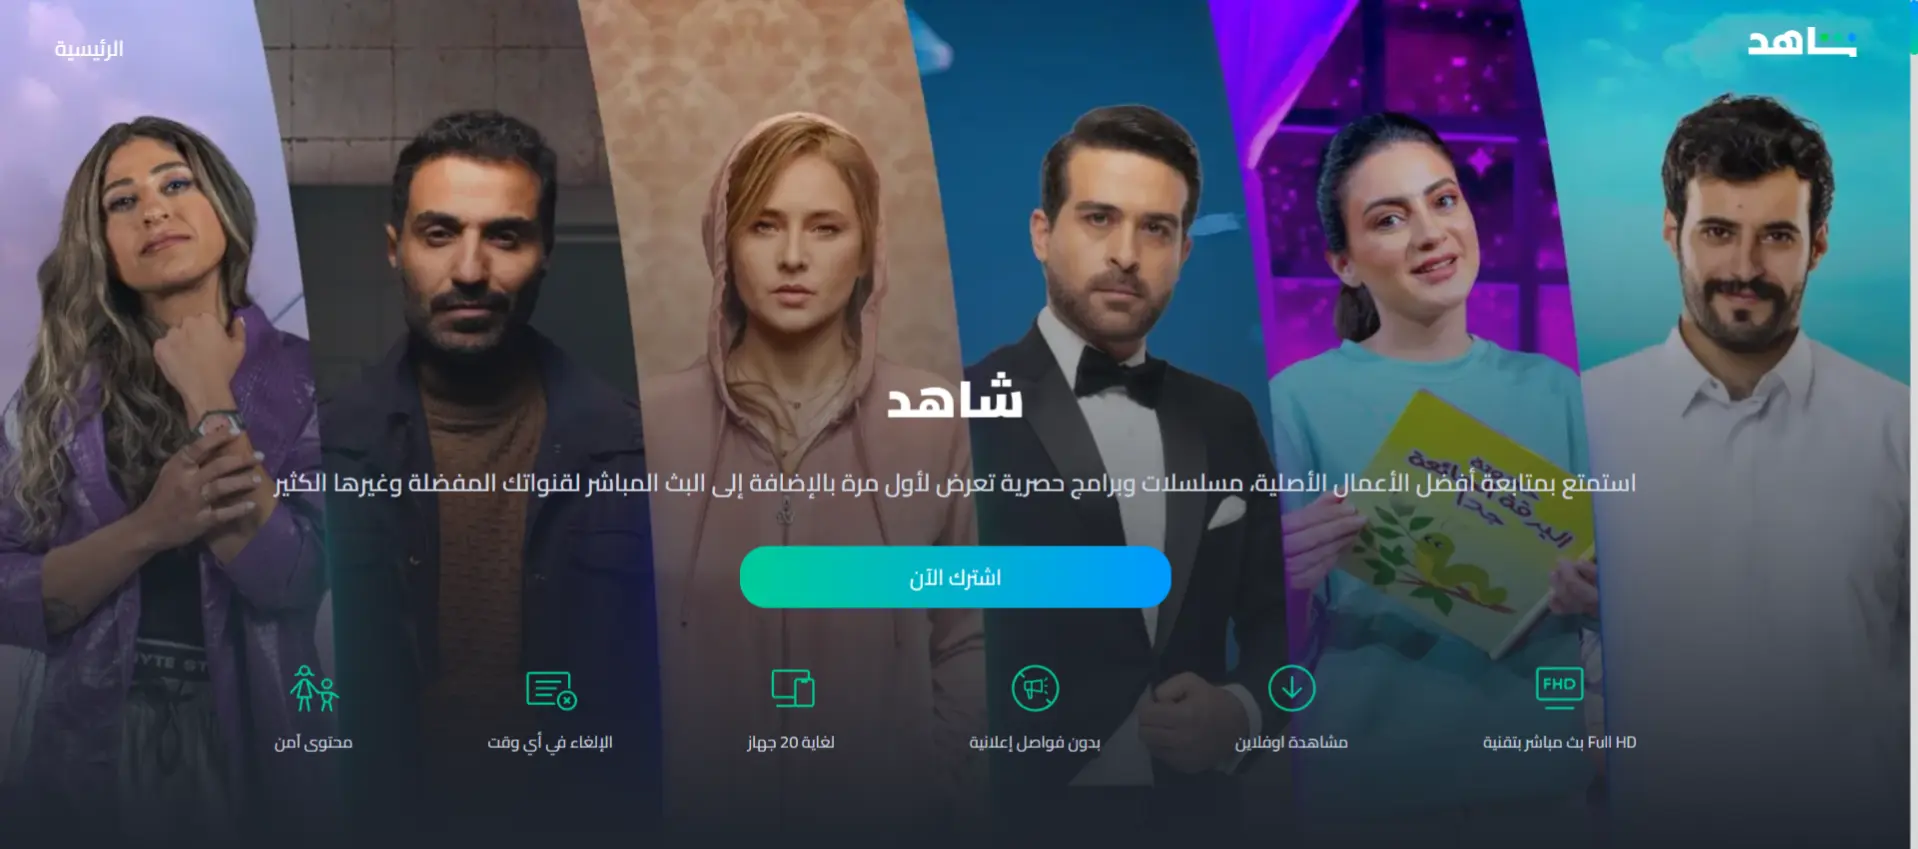 شاهد
الرئيسية
شاهد
استمتع بمتابعة أفضل الأعمال الأصلية، مسلسلات وبرامج حصرية تعرض لأول مرة بالإضافة إلى البث المباشر لقنواتك المفضلة وغيرها الكثير
اشترك الآن
FHD
Full HD بث مباشر بتقنية
مشاهدة اوفلاين
بدون فواصل إعلانية
لغاية 20 جهاز
الإلغاء في أي وقت
محتوى آمن
اليرقة
جداً